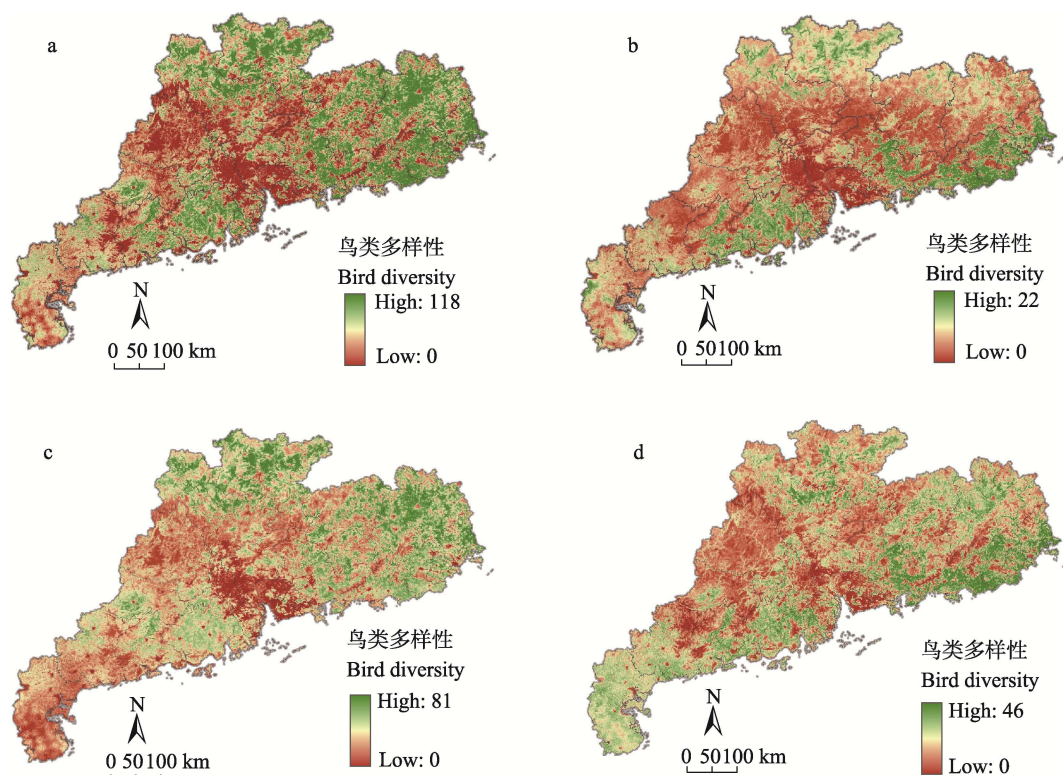 a
鸟类多样性
Bird diversity
High: 118
Low: 0
N
0 50 100 km
b
鸟类多样性
Bird diversity
High: 22
Low: 0
N
0 50100 km
c
鸟类多样性
Bird diversity
High: 81
Low: 0
N
0 50 100 km
d
鸟类多样性
Bird diversity
High: 46
Low: 0
N
0 50100 km